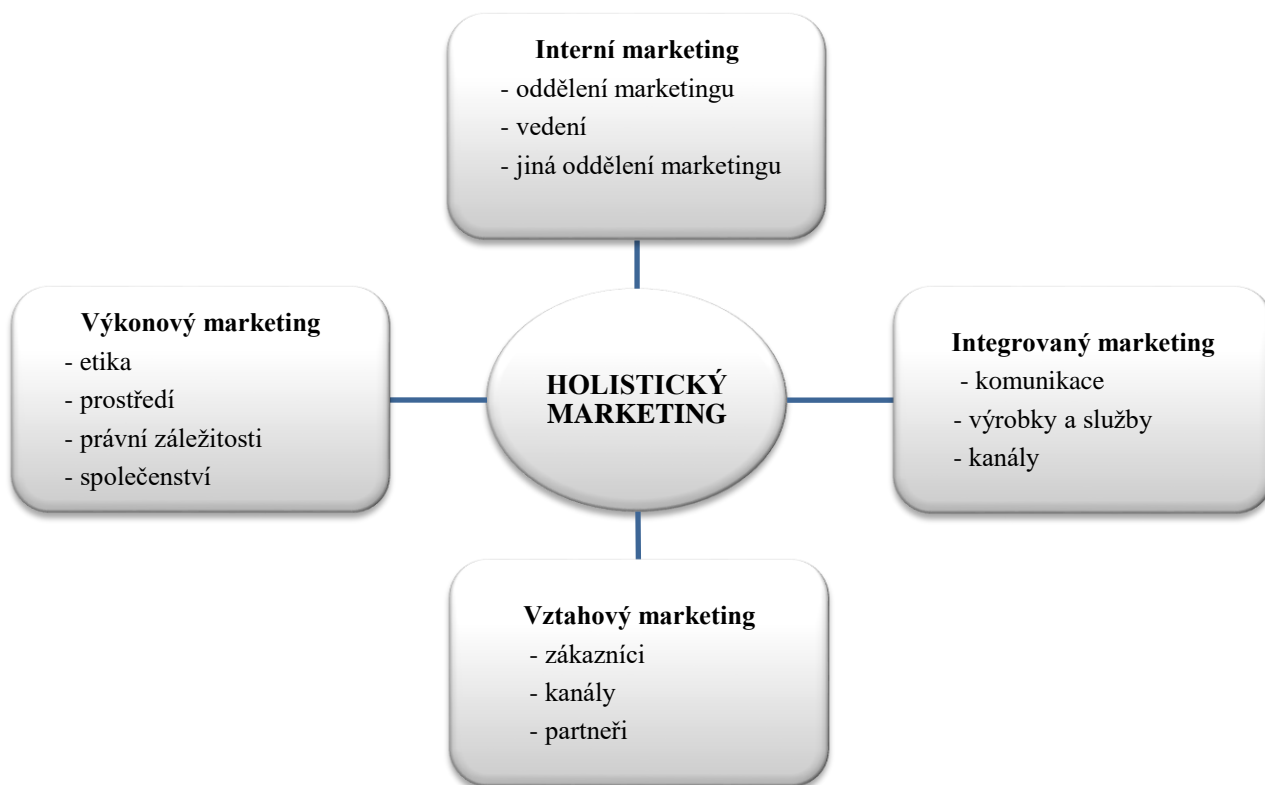 Interní marketing
- oddělení marketingu
- vedení
- jiná oddělení marketingu
Výkonový marketing
- etika
- prostředí
- právní záležitosti
- společenství
HOLISTICKÝ
MARKETING
Integrovaný marketing
- komunikace
- výrobky a služby
- kanály
Vztahový marketing
- zákazníci
- kanály
- partneři